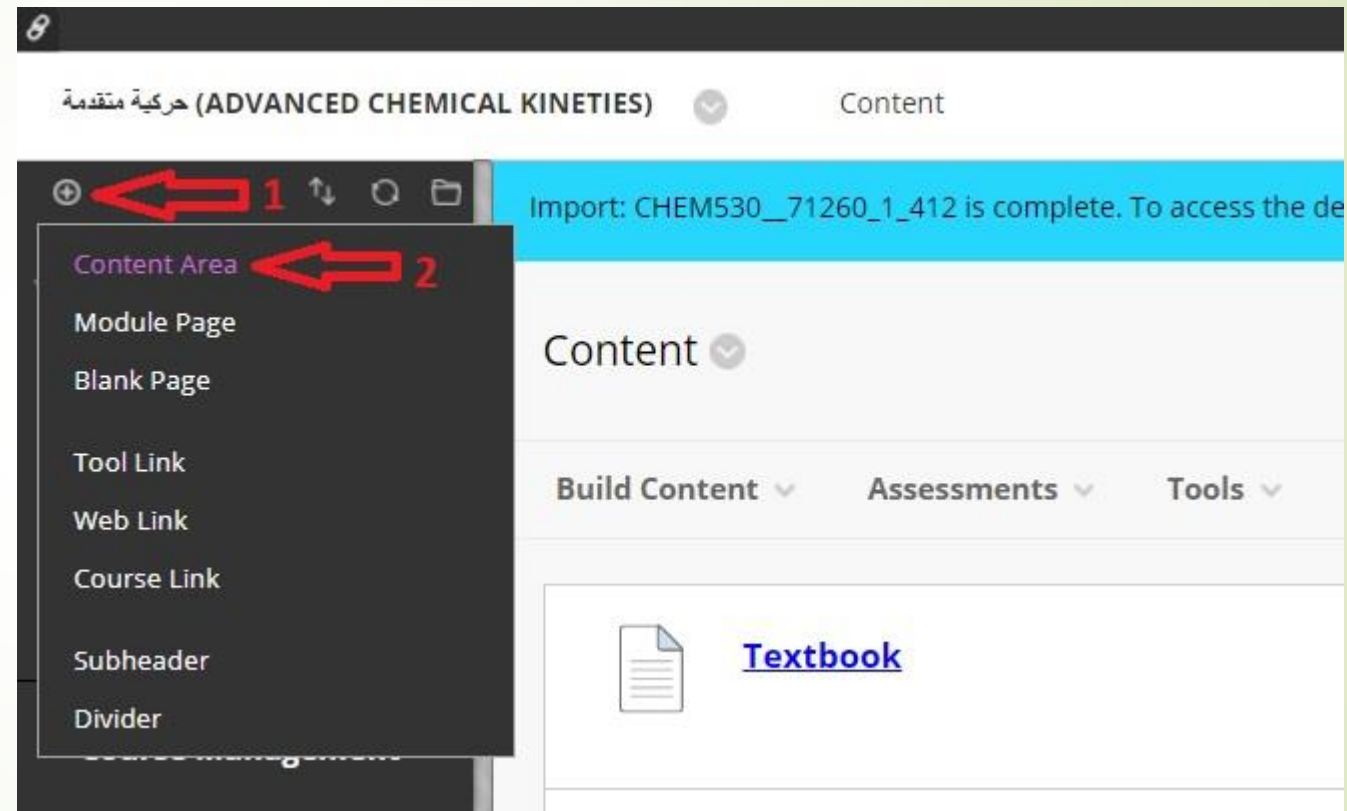 حركية متقدمة (ADVANCED CHEMICAL KINETIES)
Content
1
Import: CHEM530__71260_1_412 is complete. To access the de
Content Area
2
Module Page
Blank Page
Tool Link
Web Link
Course Link
Subheader
Divider
Content
Build Content
Assessments
Tools
Textbook